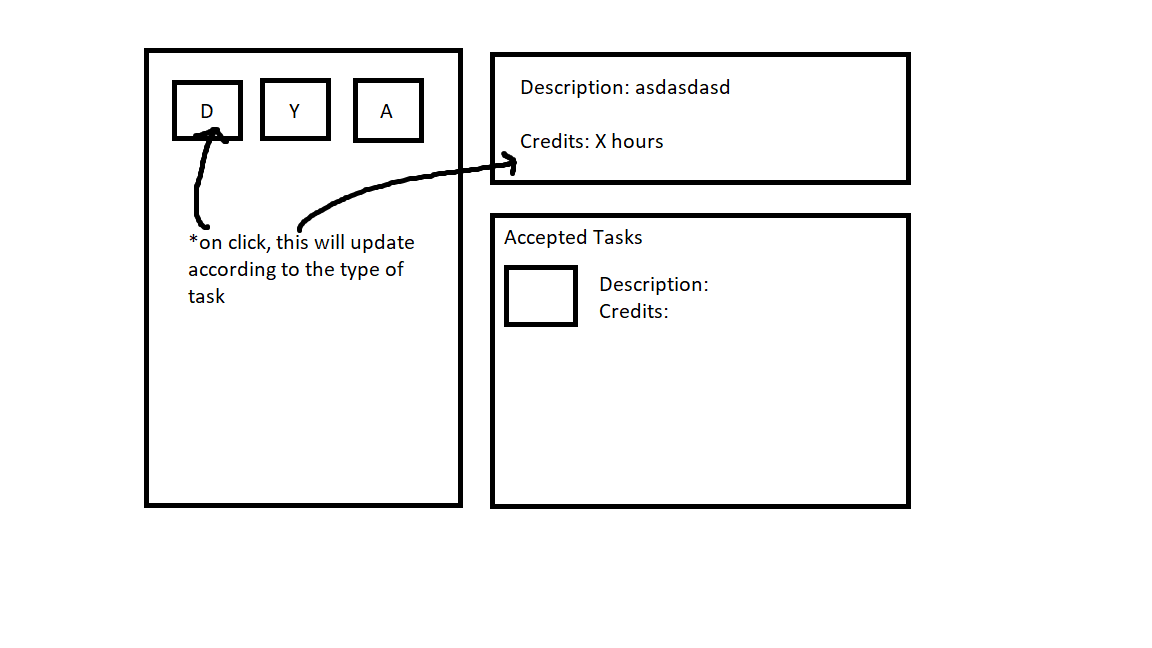 D
Y
A
*on click, this will update
according to the type of
task
Description: asdasdasd
Credits: X hours
Accepted Tasks
Description:
Credits: